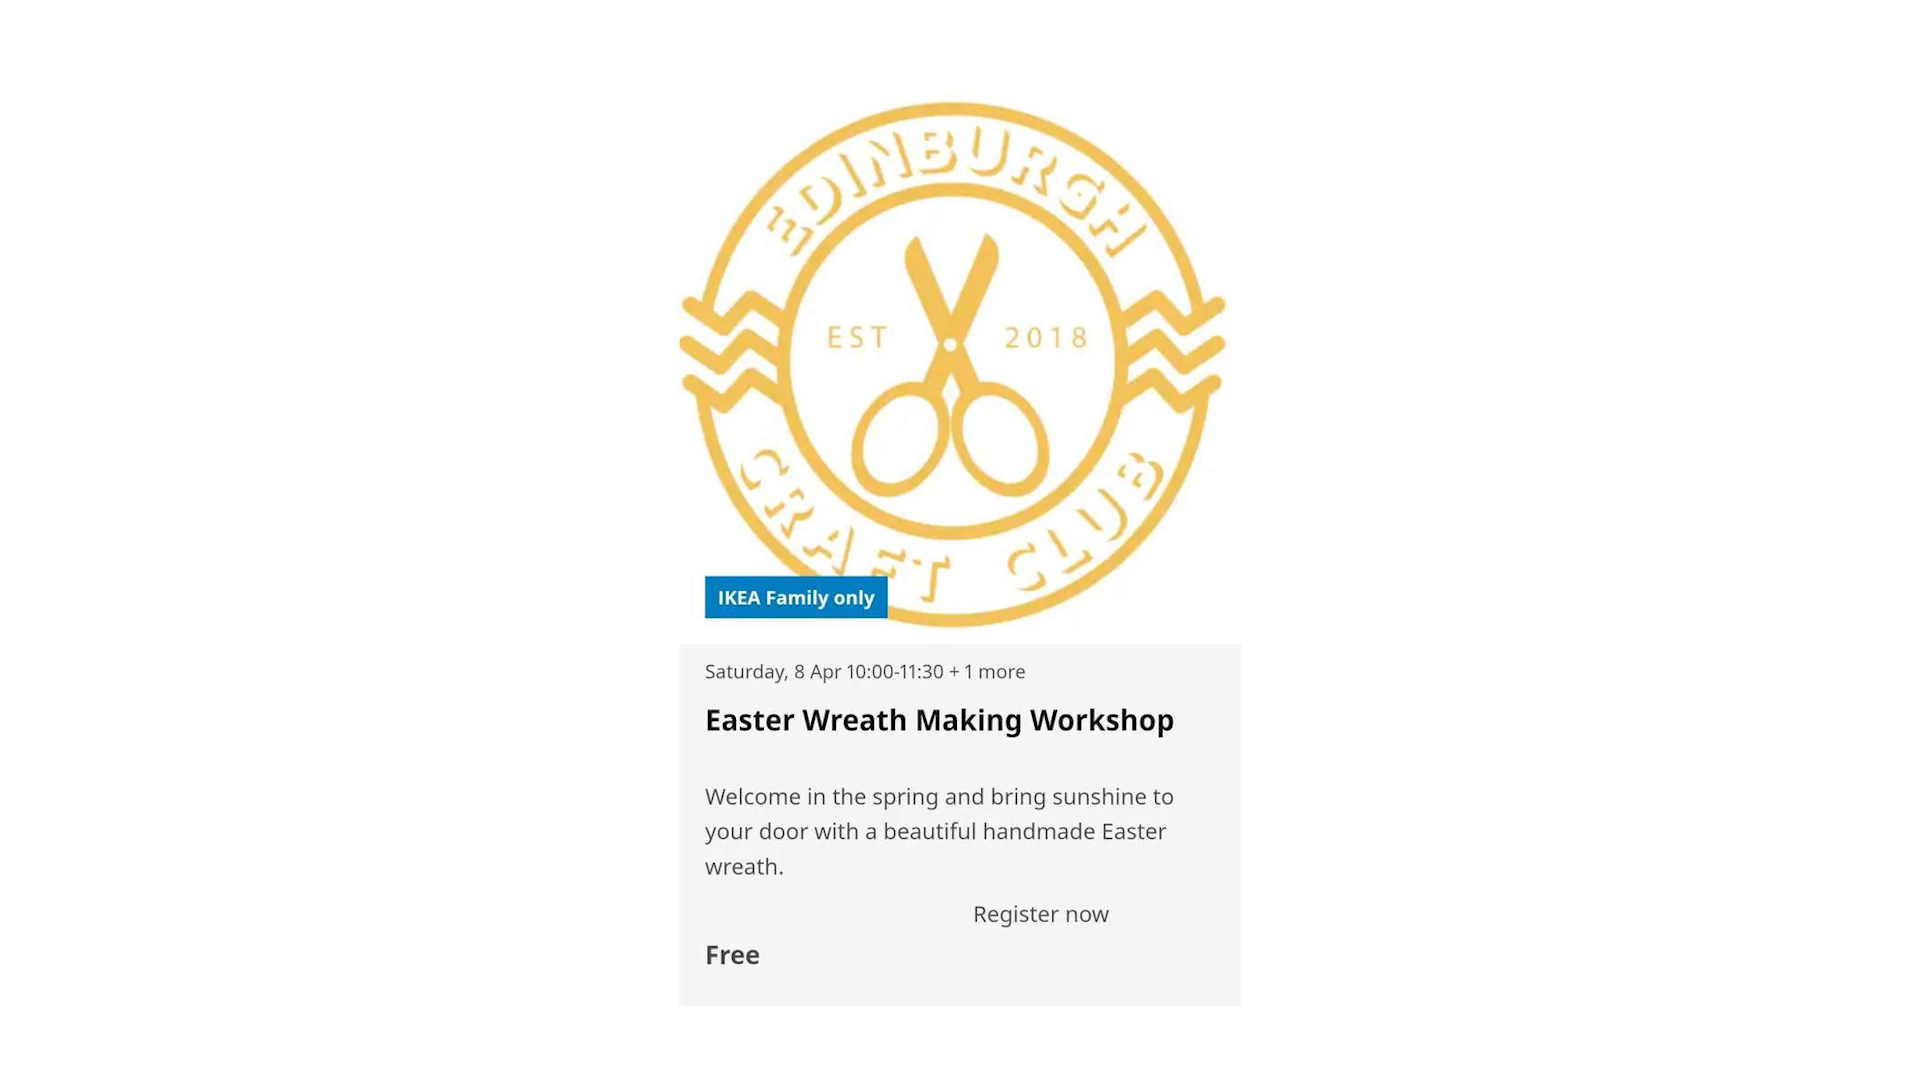 EDINBURGH
EST 2018
CRAFT CLUB
IKEA Family only
Saturday, 8 Apr 10:00-11:30 + 1 more
Easter Wreath Making Workshop
Welcome in the spring and bring sunshine to
your door with a beautiful handmade Easter
wreath.
Register now
Free